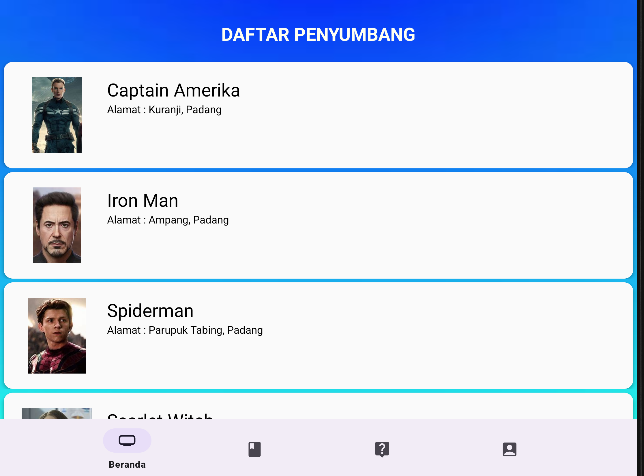 DAFTAR PENYUMBANG
Captain Amerika
Alamat : Kuranji, Padang
Iron Man
Alamat : Ampang, Padang
Spiderman
Alamat : Parupuk Tabing, Padang
Scarlet Witch
Beranda